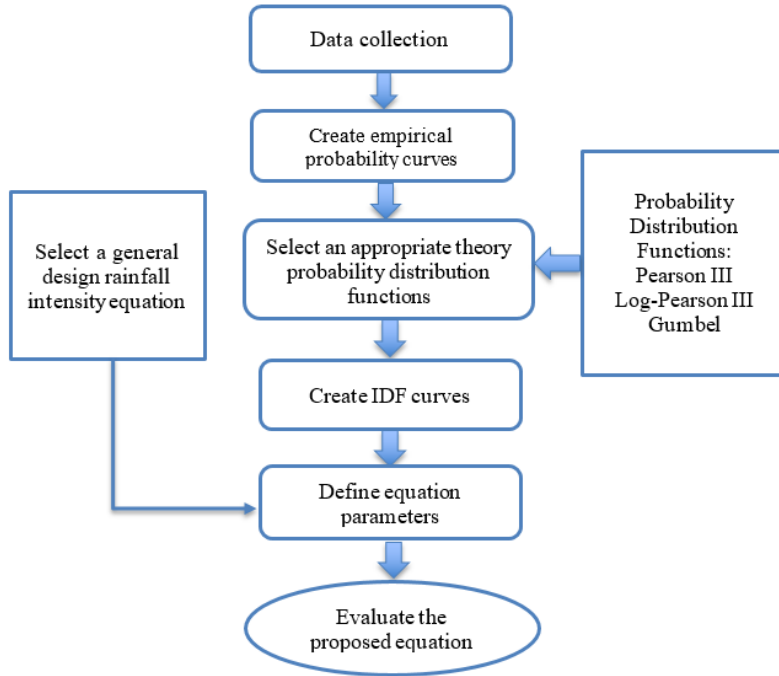 Data collection
Create empirical
probability curves
Select a general
design rainfall
intensity equation
Select an appropriate theory
probability distribution
functions
Probability
Distribution
Functions:
Pearson III
Log-Pearson III
Gumbel
Create IDF curves
Define equation
parameters
Evaluate the
proposed equation